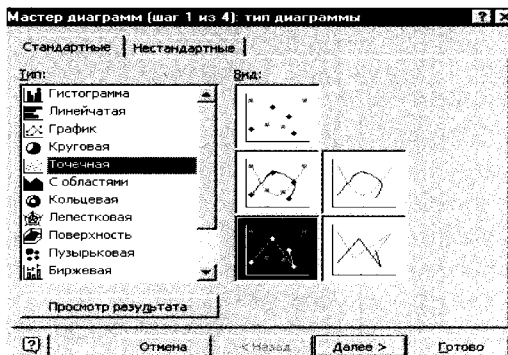 Мастер диаграмм (шаг 1 из 4): тип диаграммы
Стандартные Нестандартные
Тип:
Вид:
Гистограмма
Линейчатая
График
Круговая
Точечная
С областями
Кольцевая
Лепестковая
Поверхность
Пузырьковая
Биржевая
Просмотр результата
Отмена < Назад Далее > Готово